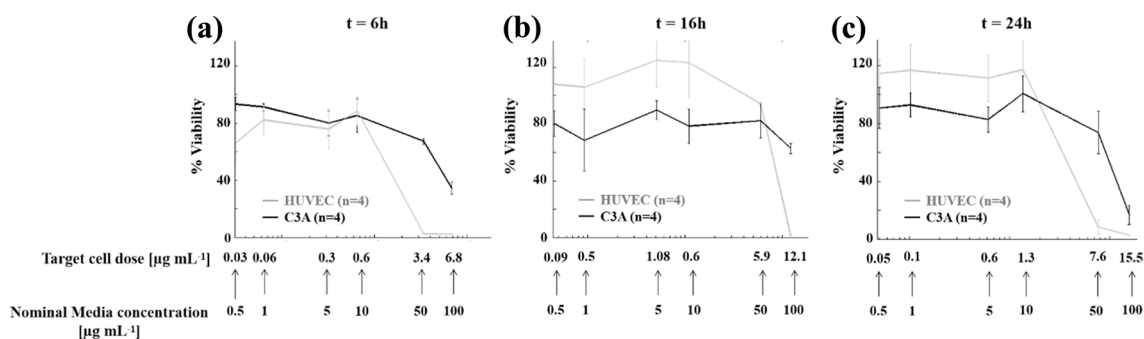 (a) t = 6h
(b) t = 16h
(c) t = 24h
% Viability
120
80
40
0
HUVEC (n=4)
C3A (n=4)
% Viability
120
80
40
0
HUVEC (n=4)
C3A (n=4)
% Viability
120
80
40
0
HUVEC (n=4)
C3A (n=4)
Target cell dose [µg mL-1] 0.03 0.06 0.3 0.6 3.4 6.8 0.09 0.5 1.08 0.6 5.9 12.1 0.05 0.1 0.6 1.3 7.6 15.5
Nominal Media concentration 0.5 1 5 10 50 100 0.5 1 5 10 50 100 0.5 1 5 10 50 100
[µg mL-1]